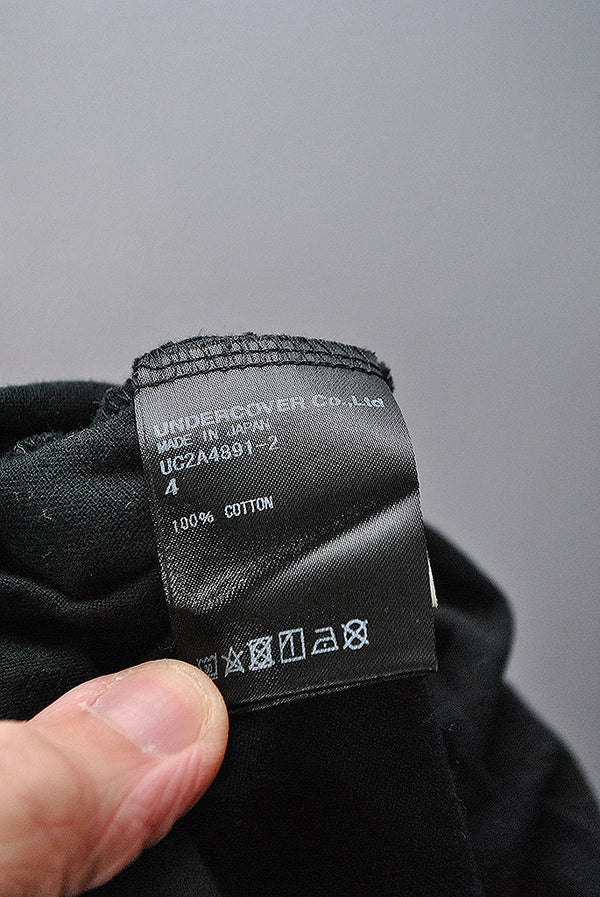 UNDERCOVER Co.,Ltd
MADE IN JAPAN
UC2A4891-2
4
100% COTTON